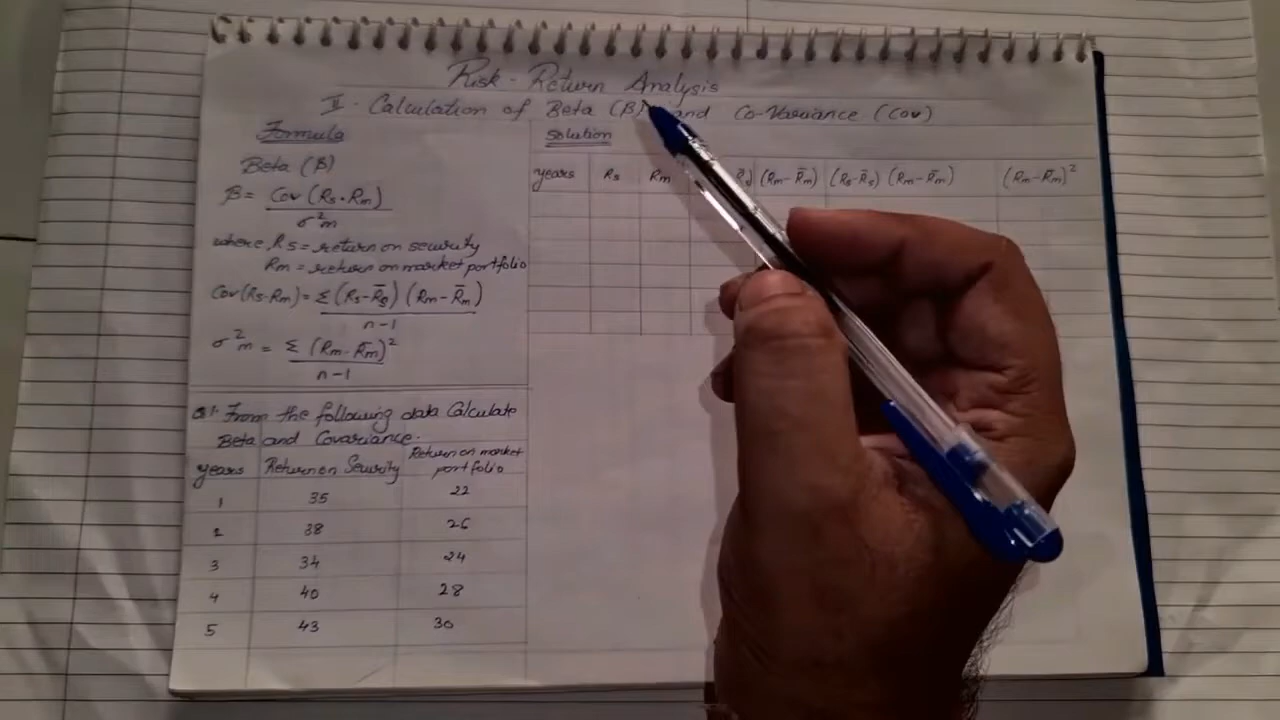 Risk - Return Analysis
II. Calculation of Beta (β) and Co-Variance (Cov)
Formula
Beta (β)
β = Cov (Rs.Rm)
σ²m
where, Rs = return on security
Rm = return on market portfolio
Cov(Rs.Rm) = Σ (Rs-R̄s) (Rm-R̄m)
n-1
σ²m = Σ (Rm-R̄m)²
n-1
Q1. From the following data Calculate
Beta and Covariance.
years Return on Security Return on market portfolio
1 35 22
2 38 26
3 34 24
4 40 28
5 43 30
Solution
years Rs Rm (Rm-R̄m) (Rs-R̄s) (Rm-R̄m) (Rm-R̄m)²